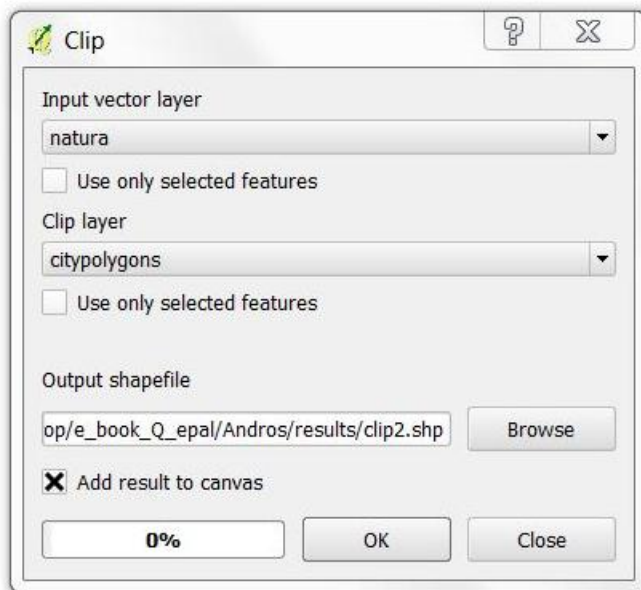 Clip
Input vector layer
natura
Use only selected features
Clip layer
citypolygons
Use only selected features
Output shapefile
op/e_book_Q_epal/Andros/results/clip2.shp
Browse
Add result to canvas
0%
OK
Close